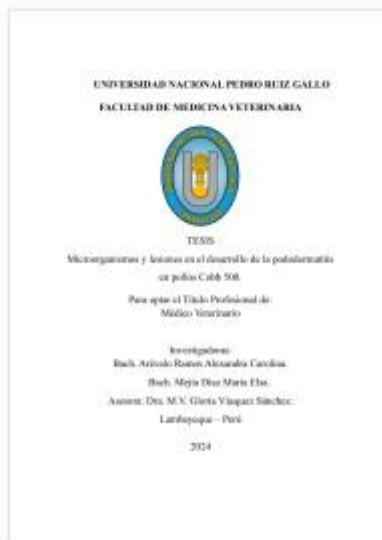 UNIVERSIDAD NACIONAL PEDRO RUIZ GALLO
FACULTAD DE MEDICINA VETERINARIA
TESIS
Microorganismos y lesiones en el desarrollo de la pododermatitis
en pollos Cobb 500.
Para optar el Título Profesional de:
Médico Veterinario
Investigadoras:
Bach. Arévalo Ramos Alexandra Carolina.
Bach. Mejía Díaz María Elsa.
Asesora: Dra. M.V. Gloria Vásquez Sánchez.
Lambayeque – Perú
2024